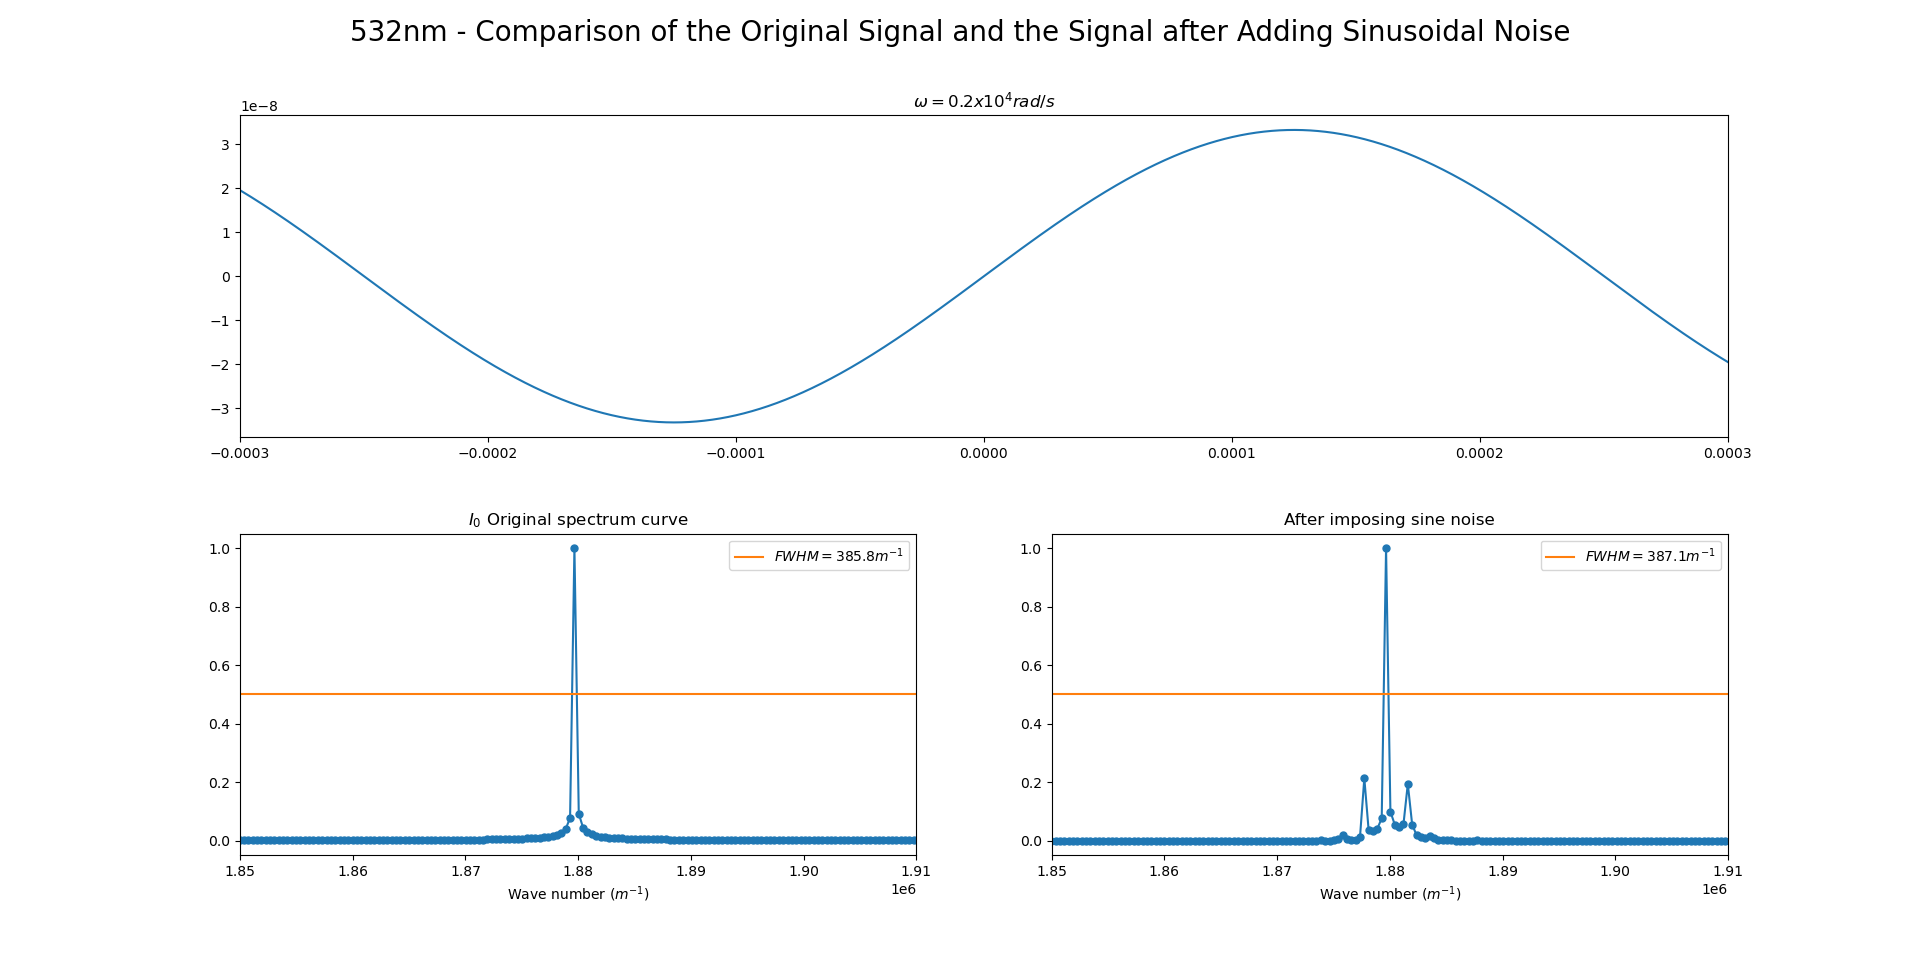 532nm - Comparison of the Original Signal and the Signal after Adding Sinusoidal Noise
ω = 0.2x10⁴rad/s
1e−8
3
2
1
0
−1
−2
−3
−0.0003 −0.0002 −0.0001 0.0000 0.0001 0.0002 0.0003
I₀ Original spectrum curve
FWHM = 385.8m⁻¹
1.0
0.8
0.6
0.4
0.2
0.0
1.85 1.86 1.87 1.88 1.89 1.90 1.91
1e6
Wave number (m⁻¹)
After imposing sine noise
FWHM = 387.1m⁻¹
1.0
0.8
0.6
0.4
0.2
0.0
1.85 1.86 1.87 1.88 1.89 1.90 1.91
1e6
Wave number (m⁻¹)